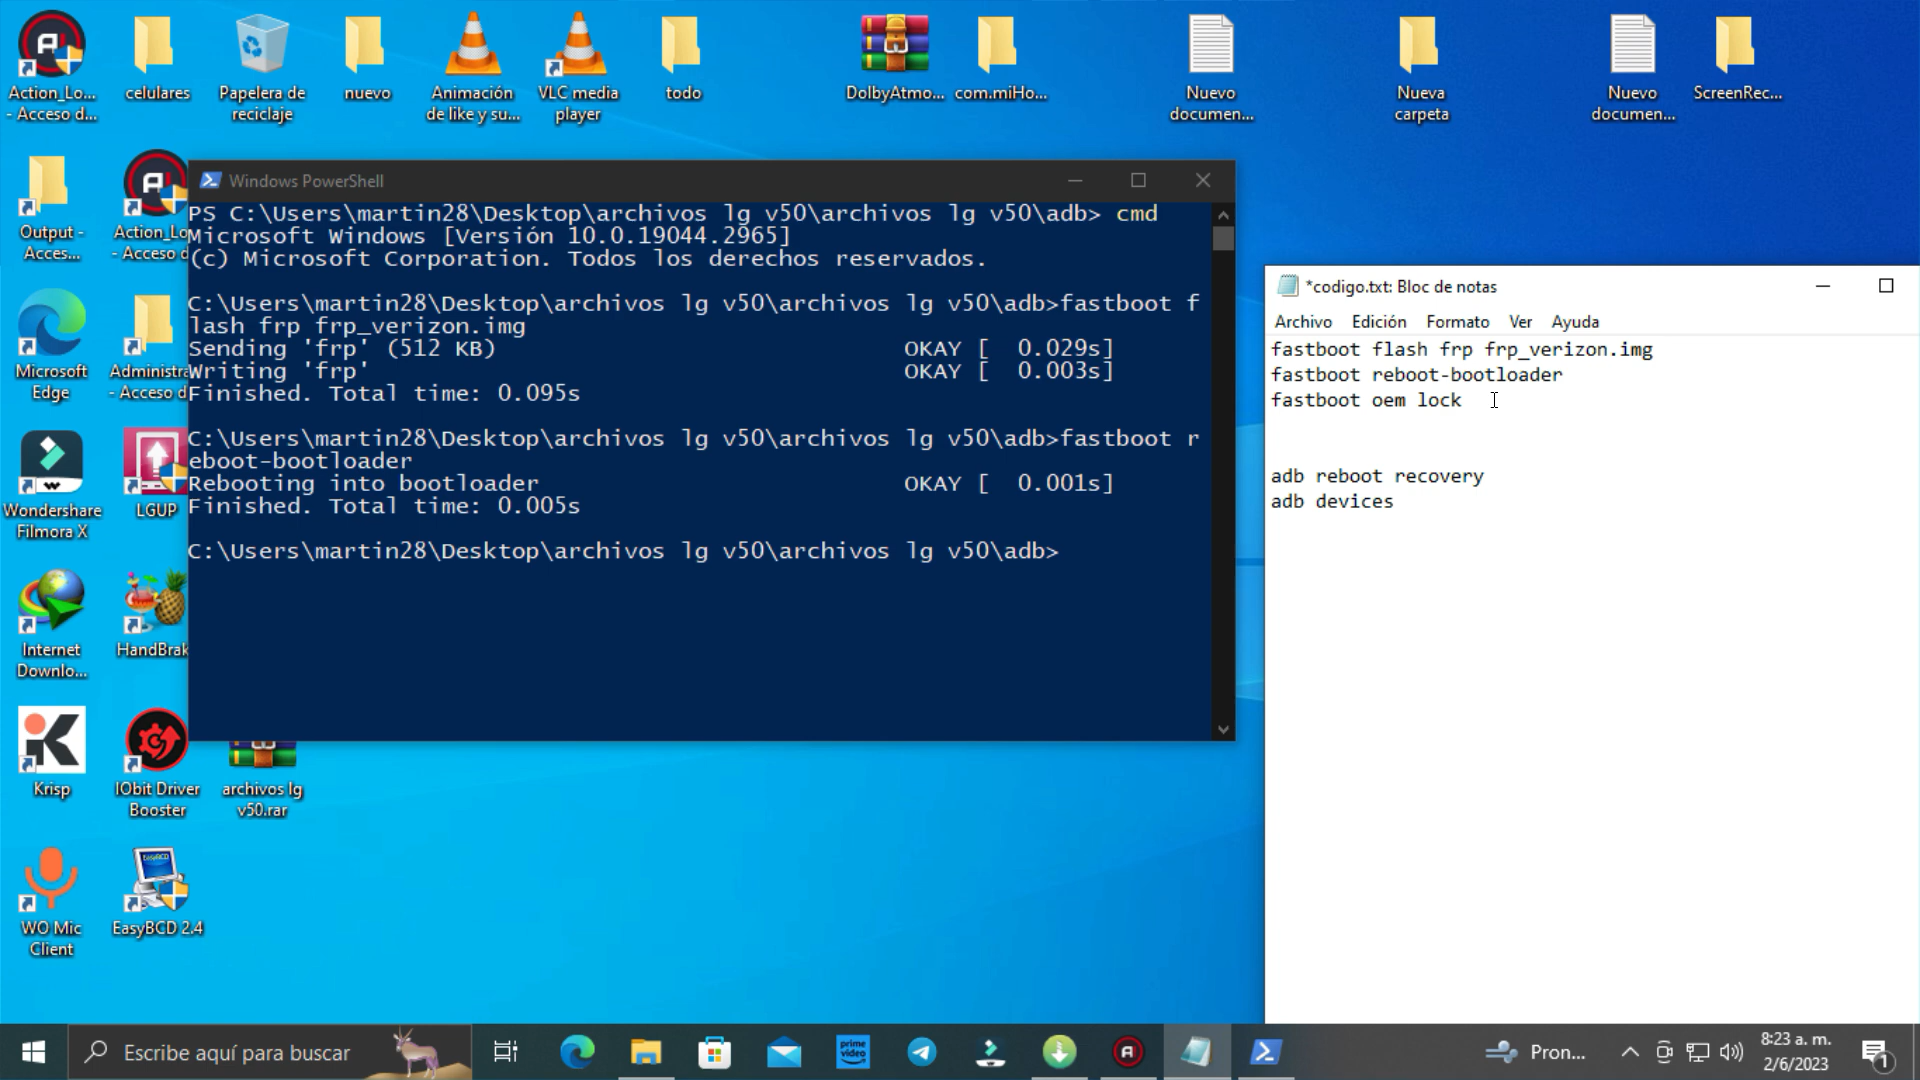 Action_Lo...
- Acceso d...
celulares
Papelera de
reciclaje
nuevo
Animación
de like y su...
VLC media
player
todo
DolbyAtmo...
com.miHo...
Nuevo
documen...
Nueva
carpeta
Nuevo
documen...
ScreenRec...
Output -
Acces...
Action_Lo
- Acceso d
Microsoft
Edge
Administra
- Acceso d
Wondershare
Filmora X
LGUP
Internet
Downlo...
HandBrak
Krisp
IObit Driver
Booster
archivos lg
v50.rar
WO Mic
Client
EasyBCD
EasyBCD 2.4
Windows PowerShell
PS C:\Users\martin28\Desktop\archivos lg v50\archivos lg v50\adb> cmd
Microsoft Windows [Versión 10.0.19044.2965]
(c) Microsoft Corporation. Todos los derechos reservados.
C:\Users\martin28\Desktop\archivos lg v50\archivos lg v50\adb>fastboot f
lash frp frp_verizon.img
Sending 'frp' (512 KB) OKAY [ 0.029s]
Writing 'frp' OKAY [ 0.003s]
Finished. Total time: 0.095s
C:\Users\martin28\Desktop\archivos lg v50\archivos lg v50\adb>fastboot r
eboot-bootloader
Rebooting into bootloader OKAY [ 0.001s]
Finished. Total time: 0.005s
C:\Users\martin28\Desktop\archivos lg v50\archivos lg v50\adb>
*codigo.txt: Bloc de notas
Archivo Edición Formato Ver Ayuda
fastboot flash frp frp_verizon.img
fastboot reboot-bootloader
fastboot oem lock
adb reboot recovery
adb devices
Escribe aquí para buscar
prime
video
Pron...
8:23 a. m.
2/6/2023
1